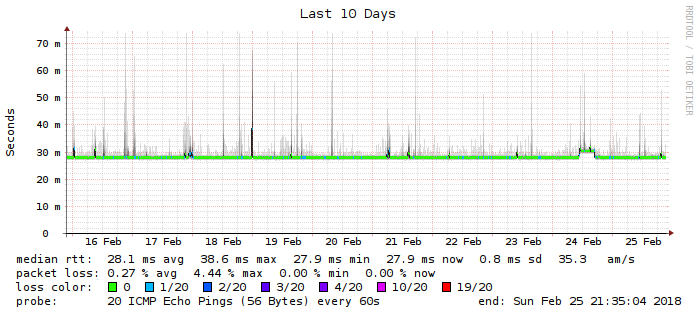 Last 10 Days
RRDTOOL / TOBI OETIKER
Seconds
70 m
60 m
50 m
40 m
30 m
20 m
10 m
0
16 Feb 17 Feb 18 Feb 19 Feb 20 Feb 21 Feb 22 Feb 23 Feb 24 Feb 25 Feb
median rtt: 28.1 ms avg 38.6 ms max 27.9 ms min 27.9 ms now 0.8 ms sd 35.3 am/s
packet loss: 0.27 % avg 4.44 % max 0.00 % min 0.00 % now
loss color: 0 1/20 2/20 3/20 4/20 10/20 19/20
probe: 20 ICMP Echo Pings (56 Bytes) every 60s end: Sun Feb 25 21:35:04 2018